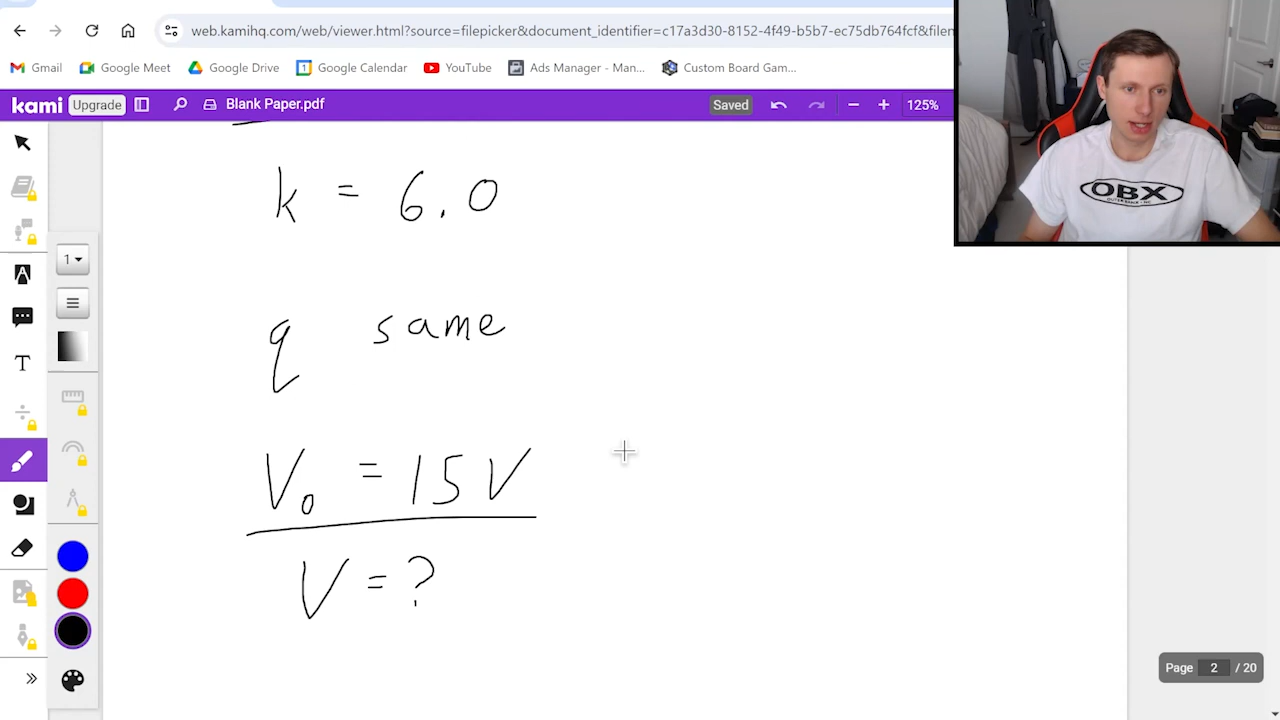 web.kamihq.com/web/viewer.html?source=filepicker&document_identifier=c17a3d30-8152-4f49-b5b7-ec75db764fcf&filen
Gmail Google Meet Google Drive 1 Google Calendar YouTube Ads Manager - Man... Custom Board Gam...
kami Upgrade Blank Paper.pdf Saved 125%
OBX
k = 6.0
1
q same
T
V₀ = 15 V
V = ?
Page 2 / 20